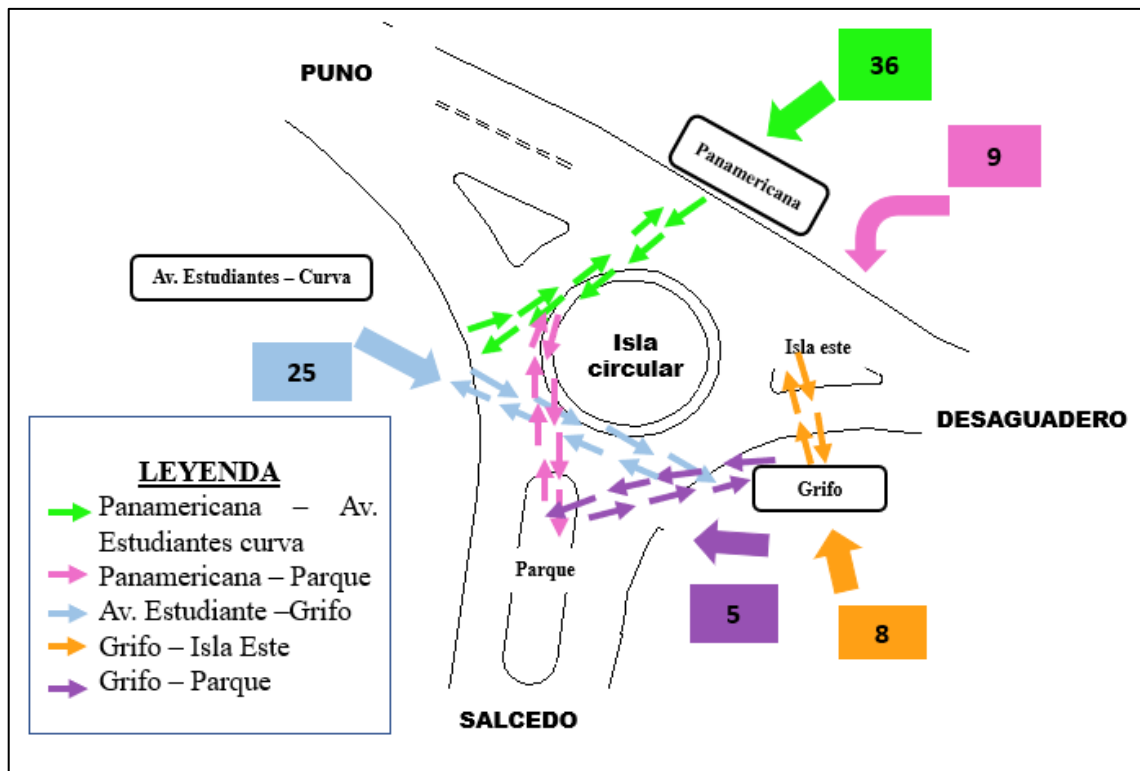 36
PUNO
Panamericana
9
Av. Estudiantes – Curva
Isla circular
Isla este
25
DESAGUADERO
LEYENDA
Panamericana – Av.
Estudiantes curva
Panamericana – Parque
Av. Estudiante –Grifo
Grifo – Isla Este
Grifo – Parque
Grifo
Parque
5
8
SALCEDO